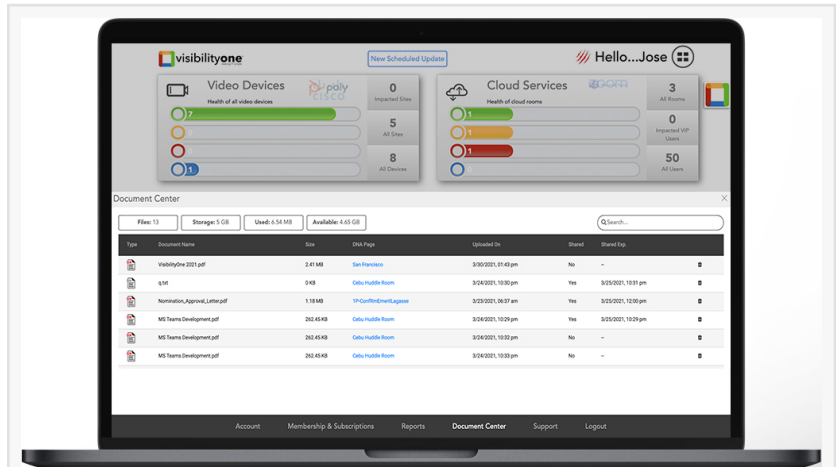 visibilityone
New Scheduled Update
Hello...Jose
Video Devices
Health of all video devices
poly
CISCO
7
1
0
Impacted Sites
5
All Sites
8
All Devices
Cloud Services
Health of cloud rooms
zoom
1
1
1
3
All Rooms
0
Impacted VIP
Users
50
All Users
Document Center
Files: 13
Storage: 5 GB
Used: 6.54 MB
Available: 4.65 GB
Search...
Type Document Name Size DNA Page Uploaded On Shared Shared Exp.
VisibilityOne 2021.pdf 2.41 MB San Francisco 3/30/2021, 01:43 pm No –
q.txt 0 KB Cebu Huddle Room 3/24/2021, 10:30 pm Yes 3/25/2021, 10:31 pm
Nomination_Approval_Letter.pdf 1.18 MB 1P-ConfRmEmeriLagasse 3/23/2021, 06:37 am Yes 3/25/2021, 12:00 pm
MS Teams Development.pdf 262.45 KB Cebu Huddle Room 3/24/2021, 10:29 pm Yes 3/25/2021, 10:29 pm
MS Teams Development.pdf 262.45 KB Cebu Huddle Room 3/24/2021, 10:32 pm No –
MS Teams Development.pdf 262.45 KB Cebu Huddle Room 3/24/2021, 10:33 pm No –
Account Membership & Subscriptions Reports Document Center Support Logout